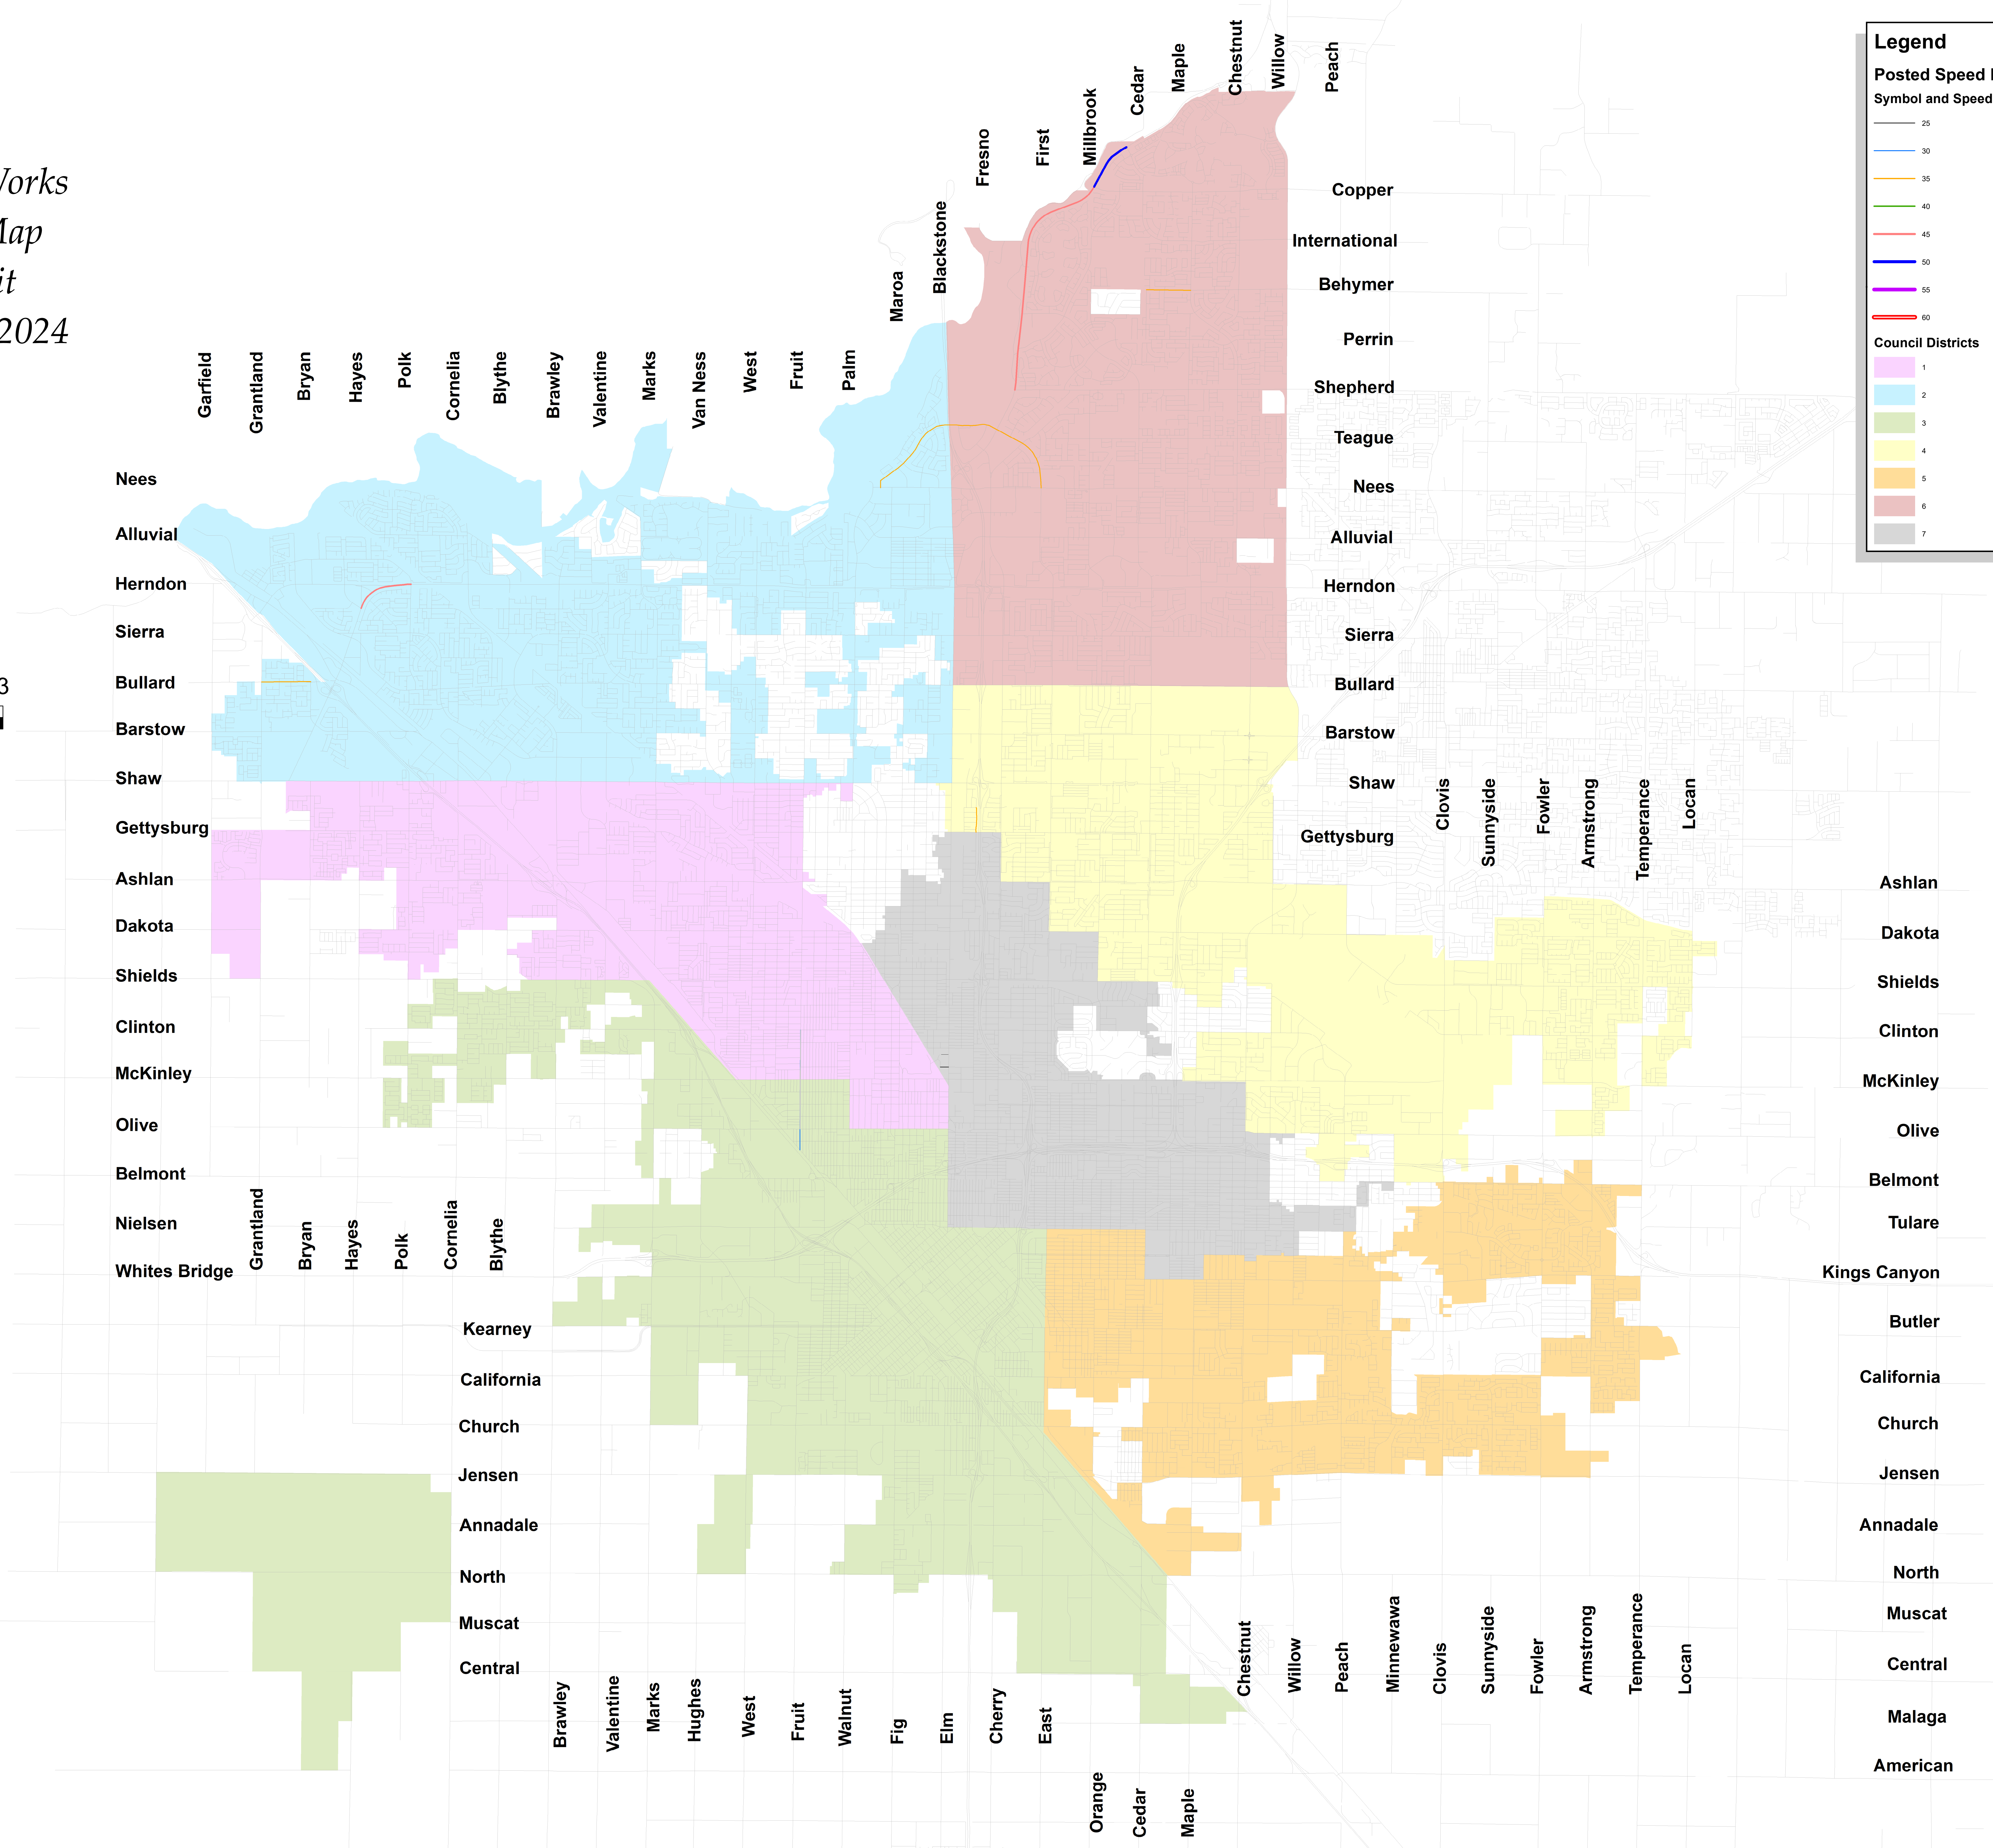 Works
Map
it
2024
3
Legend
Posted Speed
Symbol and Speed
25
30
35
40
45
50
55
60
Council Districts
1
2
3
4
5
6
7
Garfield
Grantland
Bryan
Hayes
Polk
Cornelia
Blythe
Brawley
Valentine
Marks
Van Ness
West
Fruit
Palm
Maroa
Blackstone
Fresno
First
Millbrook
Cedar
Maple
Chestnut
Willow
Peach
Copper
International
Behymer
Perrin
Shepherd
Teague
Nees
Alluvial
Herndon
Sierra
Bullard
Barstow
Shaw
Gettysburg
Nees
Alluvial
Herndon
Sierra
Bullard
Barstow
Shaw
Gettysburg
Ashlan
Dakota
Shields
Clinton
McKinley
Olive
Belmont
Nielsen
Whites Bridge
Clovis
Sunnyside
Fowler
Armstrong
Temperance
Locan
Ashlan
Dakota
Shields
Clinton
McKinley
Olive
Belmont
Tulare
Kings Canyon
Butler
California
Church
Jensen
Annadale
North
Muscat
Central
Malaga
American
Grantland
Bryan
Hayes
Polk
Cornelia
Blythe
Kearney
California
Church
Jensen
Annadale
North
Muscat
Central
Brawley
Valentine
Marks
Hughes
West
Fruit
Walnut
Fig
Elm
Cherry
East
Orange
Cedar
Maple
Chestnut
Willow
Peach
Minnewawa
Clovis
Sunnyside
Fowler
Armstrong
Temperance
Locan